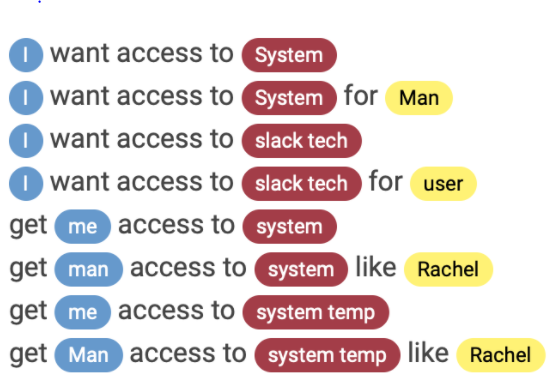 I want access to System
I want access to System for Man
I want access to slack tech
I want access to slack tech for user
get me access to system
get man access to system like Rachel
get me access to system temp
get Man access to system temp like Rachel